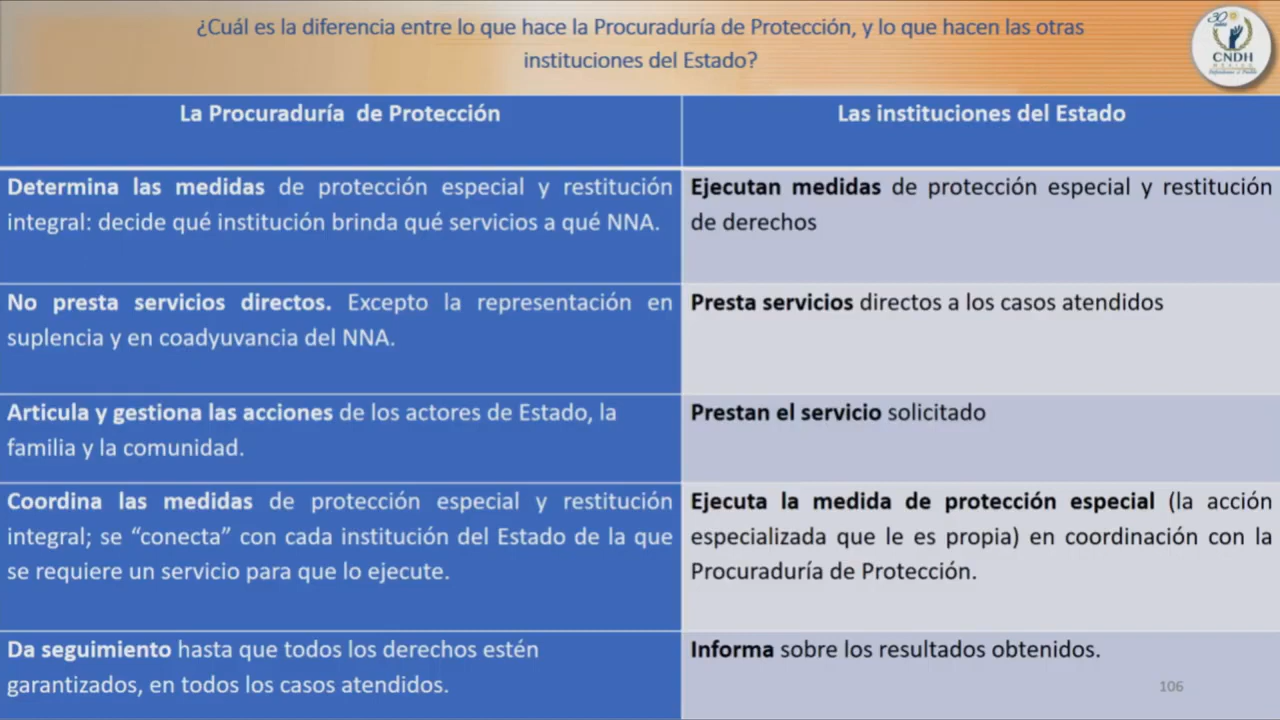 ¿Cuál es la diferencia entre lo que hace la Procuraduría de Protección, y lo que hacen las otras
instituciones del Estado?
30
CNDH
MÉXICO
La Procuraduría de Protección
Las instituciones del Estado
Determina las medidas de protección especial y restitución
integral: decide qué institución brinda qué servicios a qué NNA.
Ejecutan medidas de protección especial y restitución
de derechos
No presta servicios directos. Excepto la representación en
suplencia y en coadyuvancia del NNA.
Presta servicios directos a los casos atendidos
Articula y gestiona las acciones de los actores de Estado, la
familia y la comunidad.
Prestan el servicio solicitado
Coordina las medidas de protección especial y restitución
integral; se “conecta” con cada institución del Estado de la que
se requiere un servicio para que lo ejecute.
Ejecuta la medida de protección especial (la acción
especializada que le es propia) en coordinación con la
Procuraduría de Protección.
Da seguimiento hasta que todos los derechos estén
garantizados, en todos los casos atendidos.
Informa sobre los resultados obtenidos.
106